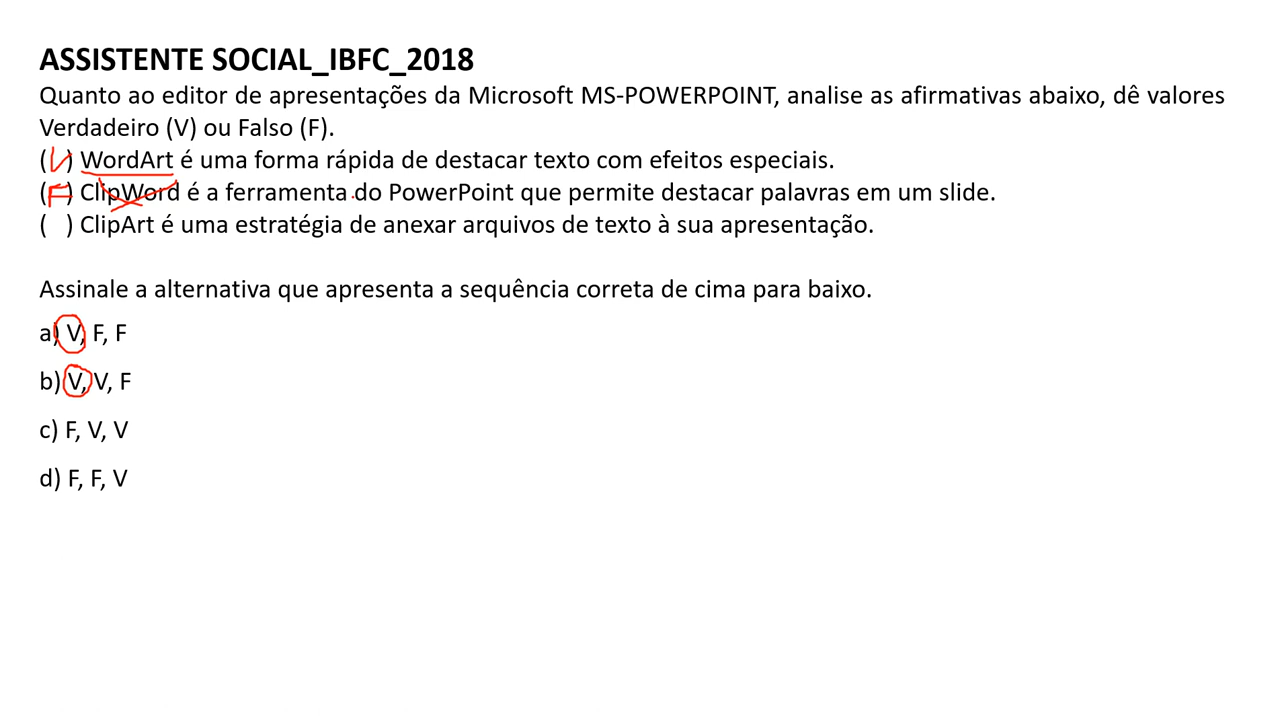 ASSISTENTE SOCIAL_IBFC_2018
Quanto ao editor de apresentações da Microsoft MS-POWERPOINT, analise as afirmativas abaixo, dê valores
Verdadeiro (V) ou Falso (F).
(V) WordArt é uma forma rápida de destacar texto com efeitos especiais.
(F) ClipWord é a ferramenta do PowerPoint que permite destacar palavras em um slide.
( ) ClipArt é uma estratégia de anexar arquivos de texto à sua apresentação.
Assinale a alternativa que apresenta a sequência correta de cima para baixo.
a) V, F, F
b) V, V, F
c) F, V, V
d) F, F, V